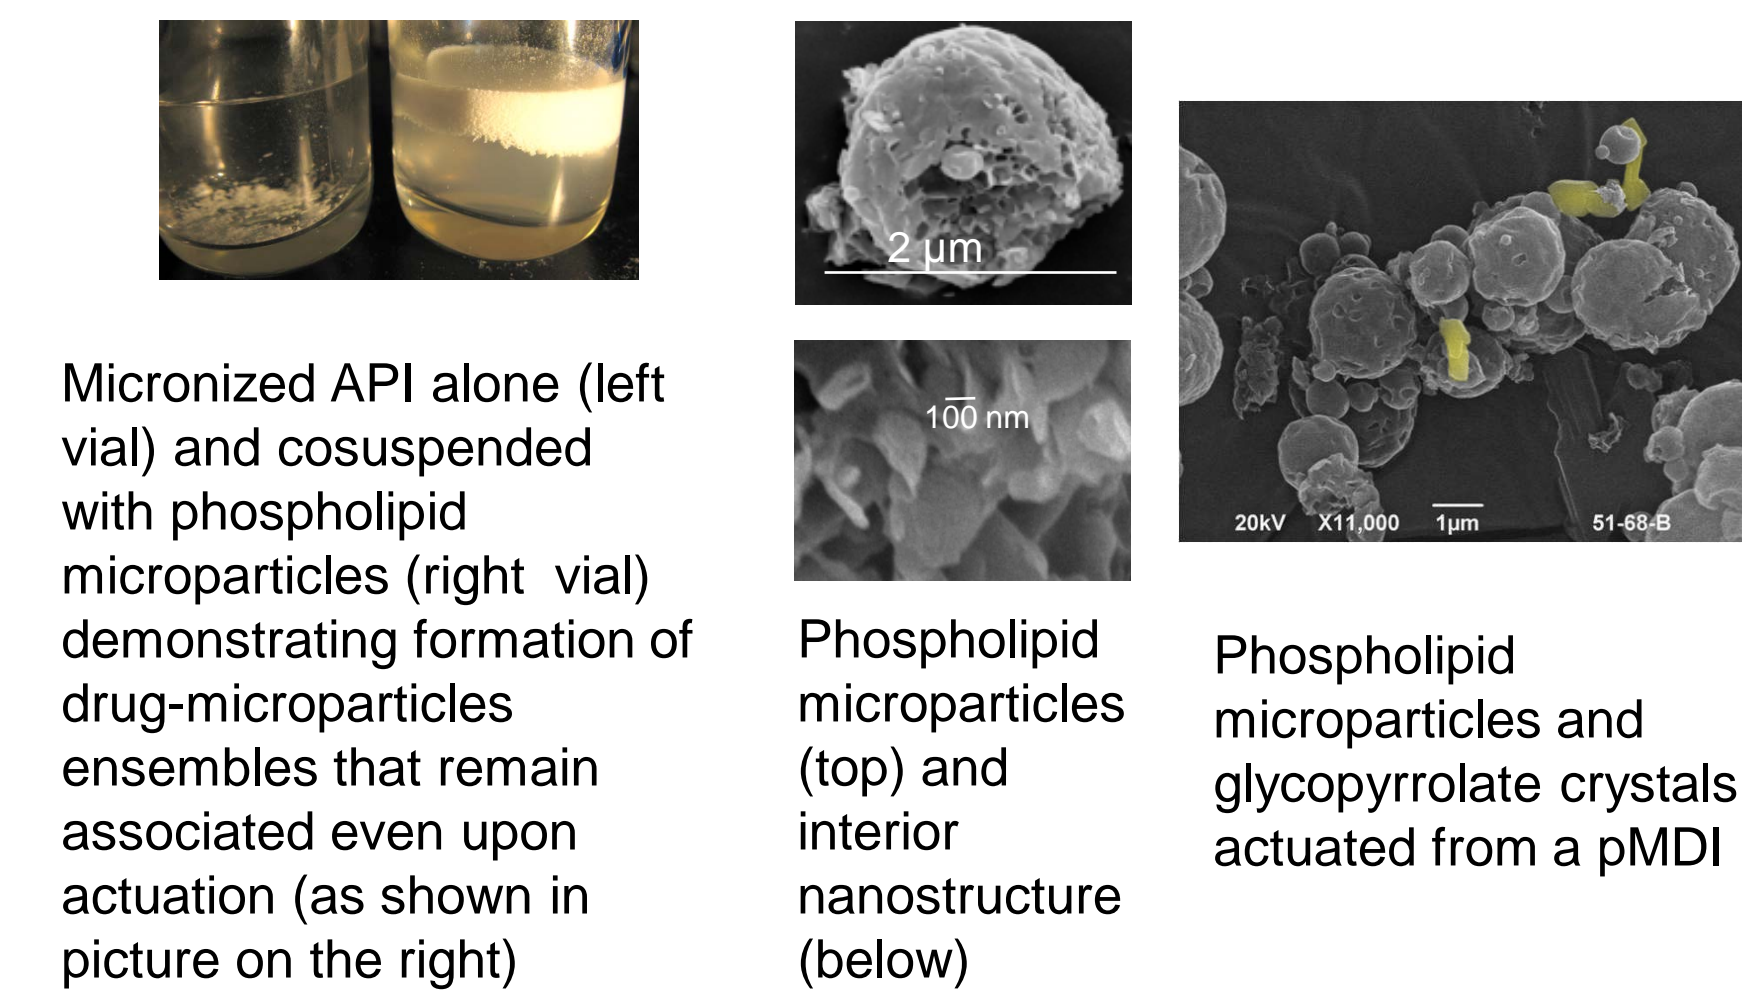 2 µm
100 nm
20kV X11,000 1µm 51-68-B
Micronized API alone (left
vial) and cosuspended
with phospholipid
microparticles (right vial)
demonstrating formation of
drug-microparticles
ensembles that remain
associated even upon
actuation (as shown in
picture on the right)
Phospholipid
microparticles
(top) and
interior
nanostructure
(below)
Phospholipid
microparticles and
glycopyrrolate crystals
actuated from a pMDI